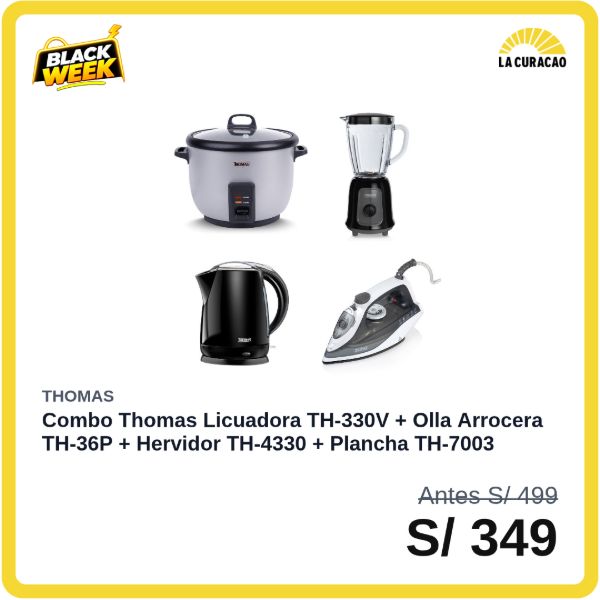 BLACK
WEEK
LA CURACAO
THOMAS
THOMAS
Combo Thomas Licuadora TH-330V + Olla Arrocera
TH-36P + Hervidor TH-4330 + Plancha TH-7003
Antes S/ 499
S/ 349